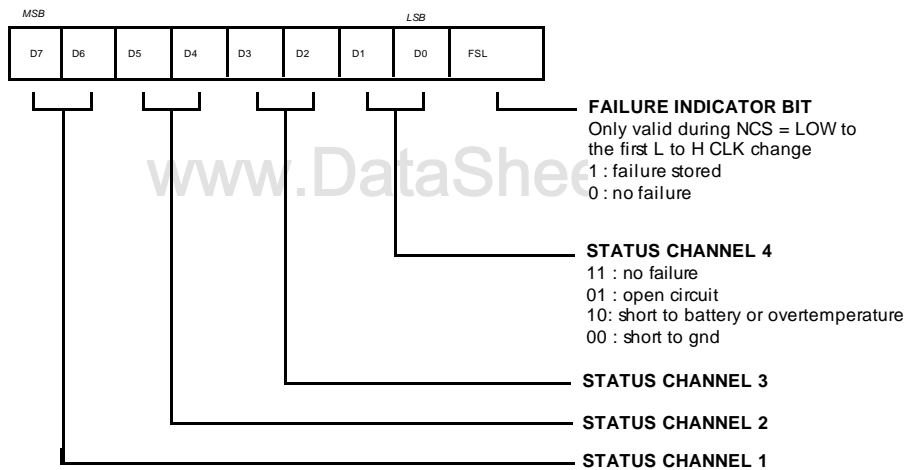 MSB LSB
D7 D6 D5 D4 D3 D2 D1 D0 FSL
FAILURE INDICATOR BIT
Only valid during NCS = LOW to
the first L to H CLK change
1 : failure stored
0 : no failure
www.DataShee
STATUS CHANNEL 4
11 : no failure
01 : open circuit
10: short to battery or overtemperature
00 : short to gnd
STATUS CHANNEL 3
STATUS CHANNEL 2
STATUS CHANNEL 1